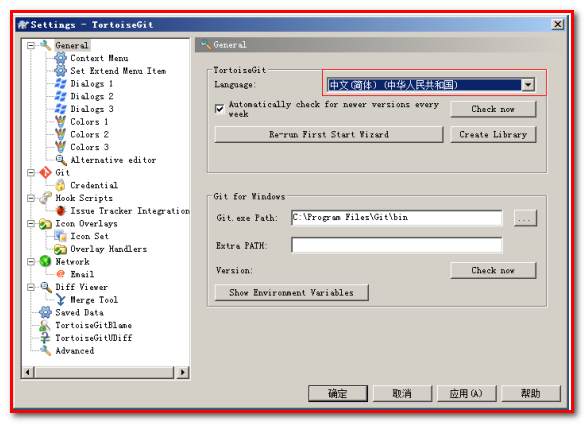 Settings - TortoiseGit
General
Context Menu
Set Extend Menu Item
Dialogs 1
Dialogs 2
Dialogs 3
Colors 1
Colors 2
Colors 3
Alternative editor
Git
Credential
Hook Scripts
Issue Tracker Integration
Icon Overlays
Icon Set
Overlay Handlers
Network
Email
Diff Viewer
Merge Tool
Saved Data
TortoiseGitBlame
TortoiseGitUDiff
Advanced
General
TortoiseGit
Language: 中文(简体) (中华人民共和国)
Automatically check for newer versions every
week
Check now
Re-run First Start Wizard Create Library
Git for Windows
Git.exe Path: C:\Program Files\Git\bin ...
Extra PATH:
Version: Check now
Show Environment Variables
确定 取消 应用(A) 帮助